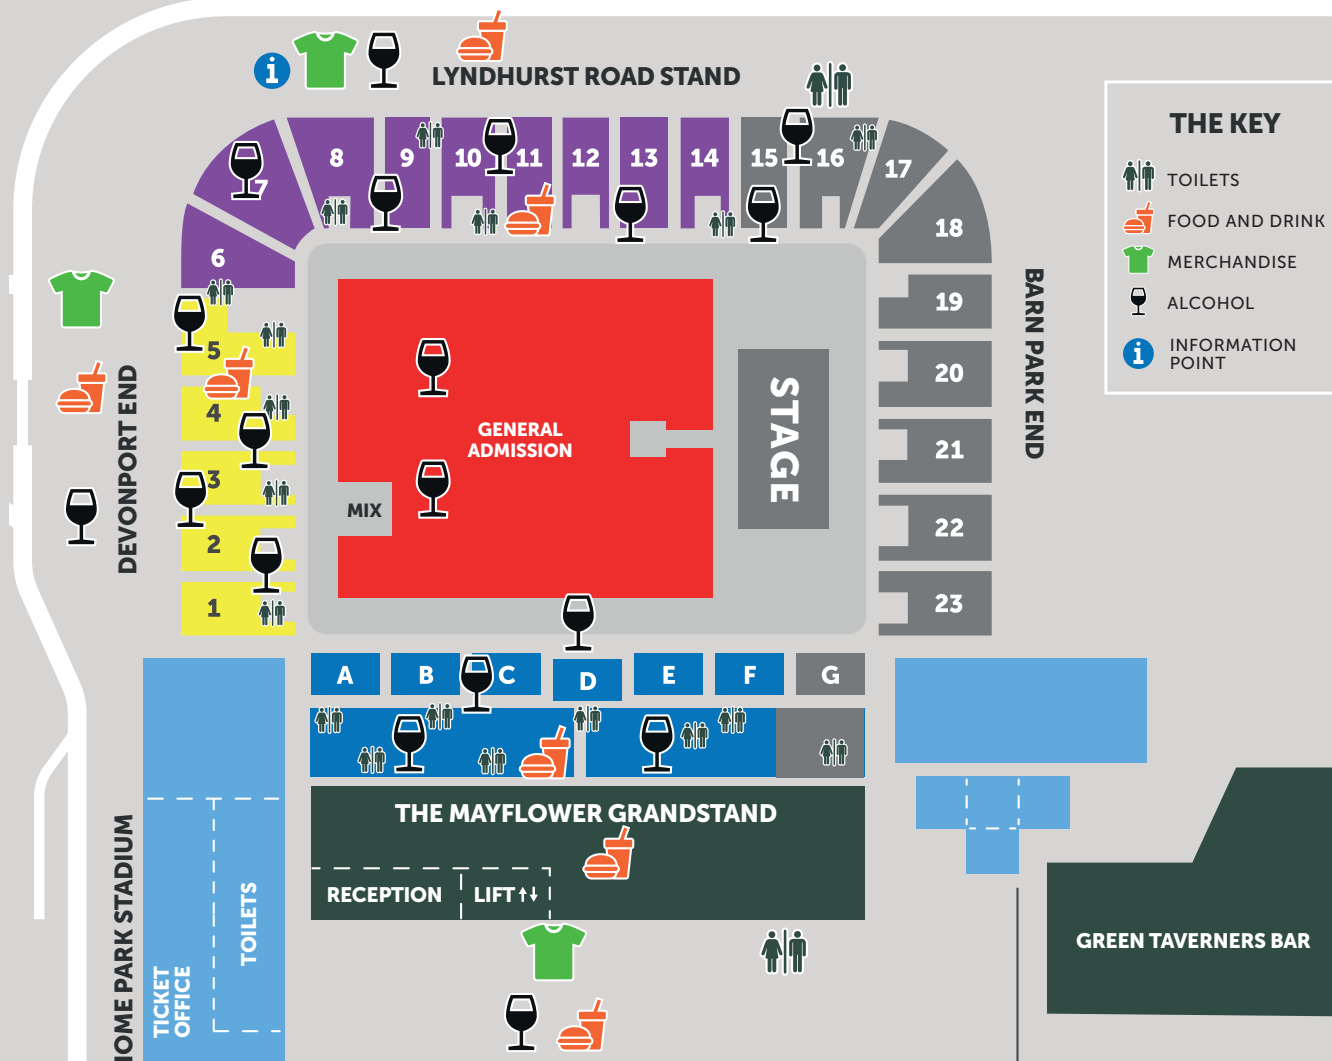 LYNDHURST ROAD STAND
THE KEY
TOILETS
FOOD AND DRINK
MERCHANDISE
ALCOHOL
i
INFORMATION
POINT
i
8
9
10
11
12
13
14
15
16
17
7
18
6
19
5
20
4
21
3
22
2
23
1
BARN PARK END
DEVONPORT END
GENERAL
ADMISSION
STAGE
MIX
A
B
C
D
E
F
G
THE MAYFLOWER GRANDSTAND
RECEPTION
LIFT
TOILETS
TICKET
OFFICE
HOME PARK STADIUM
GREEN TAVERNERS BAR